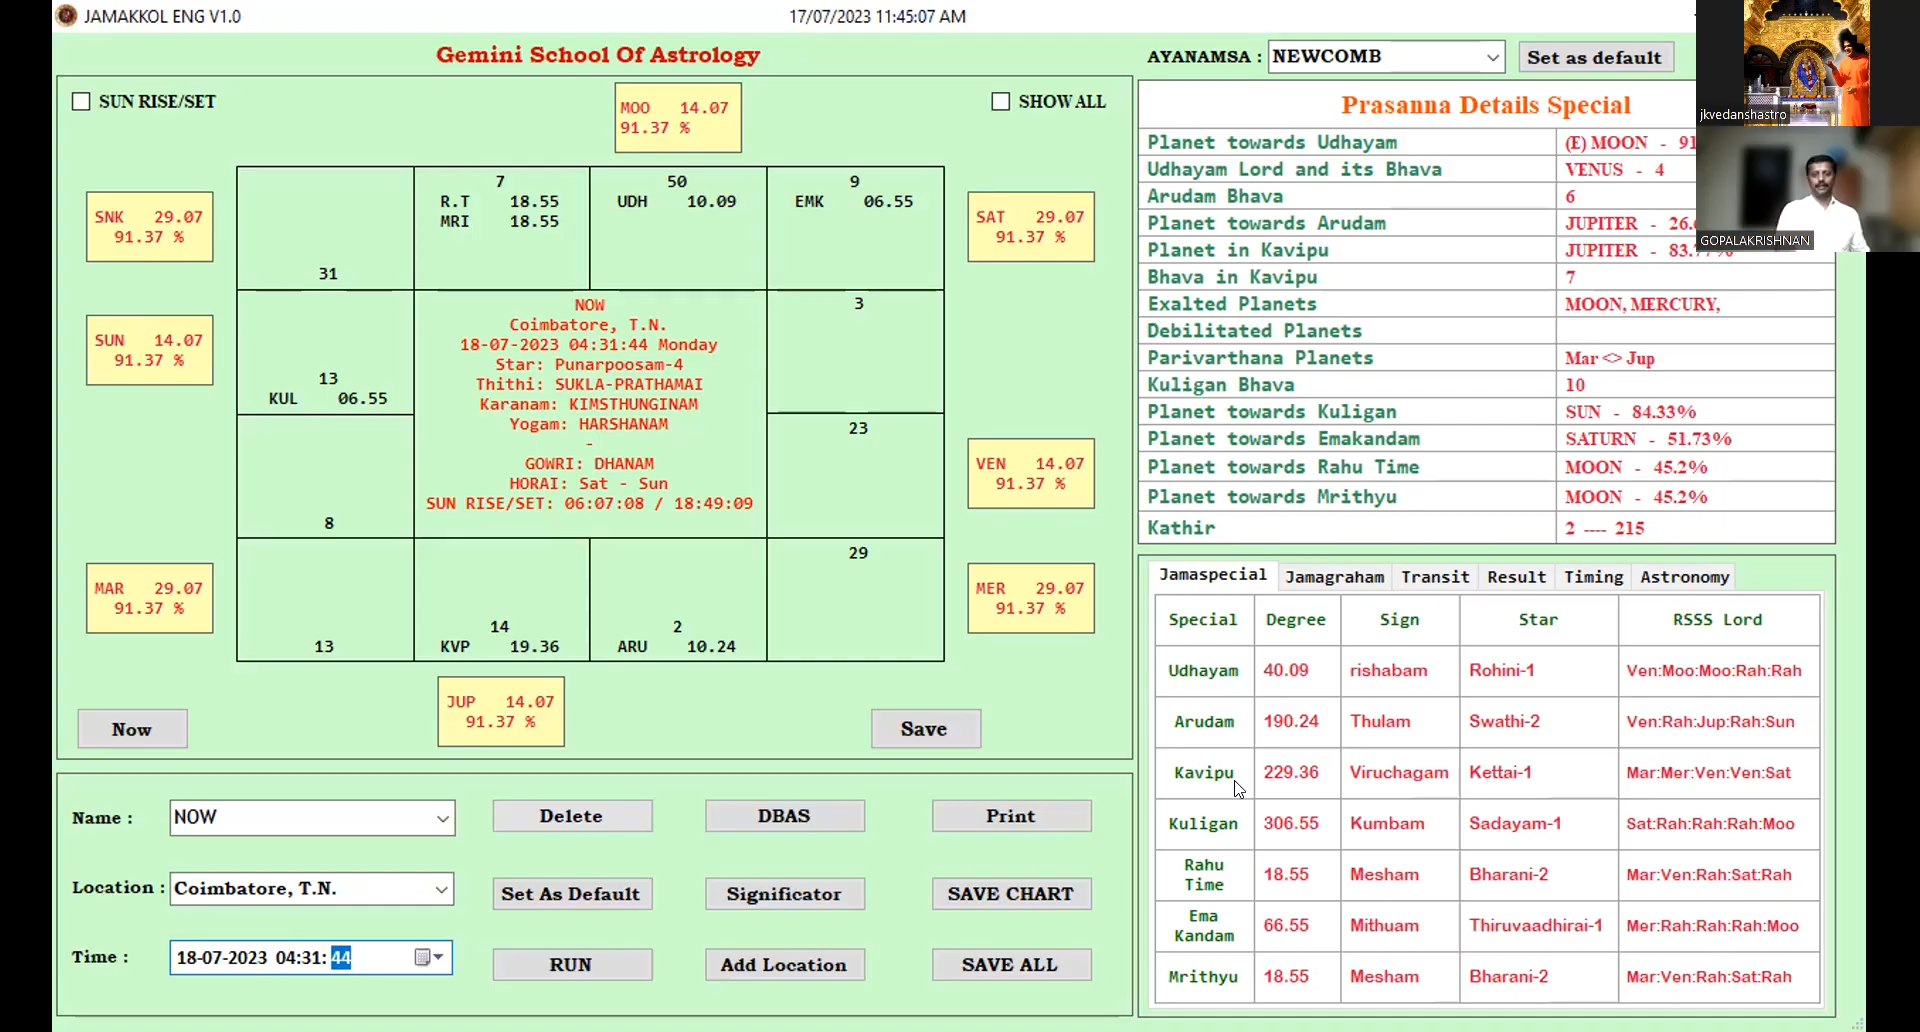 JAMAKKOL ENG V1.0
17/07/2023 11:45:07 AM
Gemini School Of Astrology
AYANAMSA :
NEWCOMB
Set as default
SUN RISE/SET
SHOW ALL
MOO 14.07
91.37 %
SNK 29.07
91.37 %
SAT 29.07
91.37 %
SUN 14.07
91.37 %
VEN 14.07
91.37 %
MAR 29.07
91.37 %
MER 29.07
91.37 %
JUP 14.07
91.37 %
31
7
R.T 18.55
MRI 18.55
50
UDH 10.09
9
EMK 06.55
13
KUL 06.55
3
8
23
13
14
KVP 19.36
2
ARU 10.24
29
NOW
Coimbatore, T.N.
18-07-2023 04:31:44 Monday
Star: Punarpoosam-4
Thithi: SUKLA-PRATHAMAI
Karanam: KIMSTHUNGINAM
Yogam: HARSHANAM
-
GOWRI: DHANAM
HORAI: Sat - Sun
SUN RISE/SET: 06:07:08 / 18:49:09
Now
Save
Name :
NOW
Location :
Coimbatore, T.N.
Time :
18-07-2023 04:31:44
Delete
DBAS
Print
Set As Default
Significator
SAVE CHART
RUN
Add Location
SAVE ALL
Prasanna Details Special
Planet towards Udhayam (E) MOON - 91
Udhayam Lord and its Bhava VENUS - 4
Arudam Bhava 6
Planet towards Arudam JUPITER - 26.
Planet in Kavipu JUPITER - 83.
Bhava in Kavipu 7
Exalted Planets MOON, MERCURY,
Debilitated Planets
Parivarthana Planets Mar <> Jup
Kuligan Bhava 10
Planet towards Kuligan SUN - 84.33%
Planet towards Emakandam SATURN - 51.73%
Planet towards Rahu Time MOON - 45.2%
Planet towards Mrithyu MOON - 45.2%
Kathir 2 ---- 215
Jamaspecial Jamagraham Transit Result Timing Astronomy
Special Degree Sign Star RSSS Lord
Udhayam 40.09 rishabam Rohini-1 Ven:Moo:Moo:Rah:Rah
Arudam 190.24 Thulam Swathi-2 Ven:Rah:Jup:Rah:Sun
Kavipu 229.36 Viruchagam Kettai-1 Mar:Mer:Ven:Ven:Sat
Kuligan 306.55 Kumbam Sadayam-1 Sat:Rah:Rah:Rah:Moo
Rahu Time 18.55 Mesham Bharani-2 Mar:Ven:Rah:Sat:Rah
Ema Kandam 66.55 Mithuam Thiruvaadhirai-1 Mer:Rah:Rah:Rah:Moo
Mrithyu 18.55 Mesham Bharani-2 Mar:Ven:Rah:Sat:Rah
jkvedanshastro
GOPALAKRISHNAN